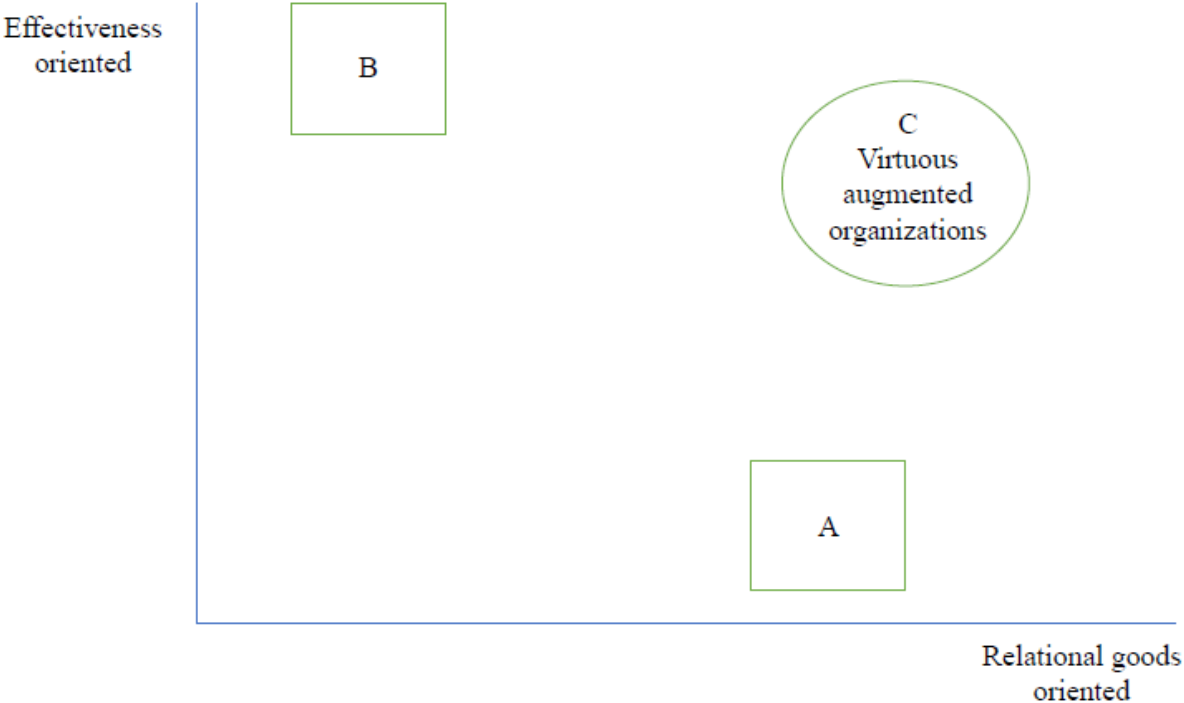 Effectiveness
oriented
B
C
Virtuous
augmented
organizations
A
Relational goods
oriented